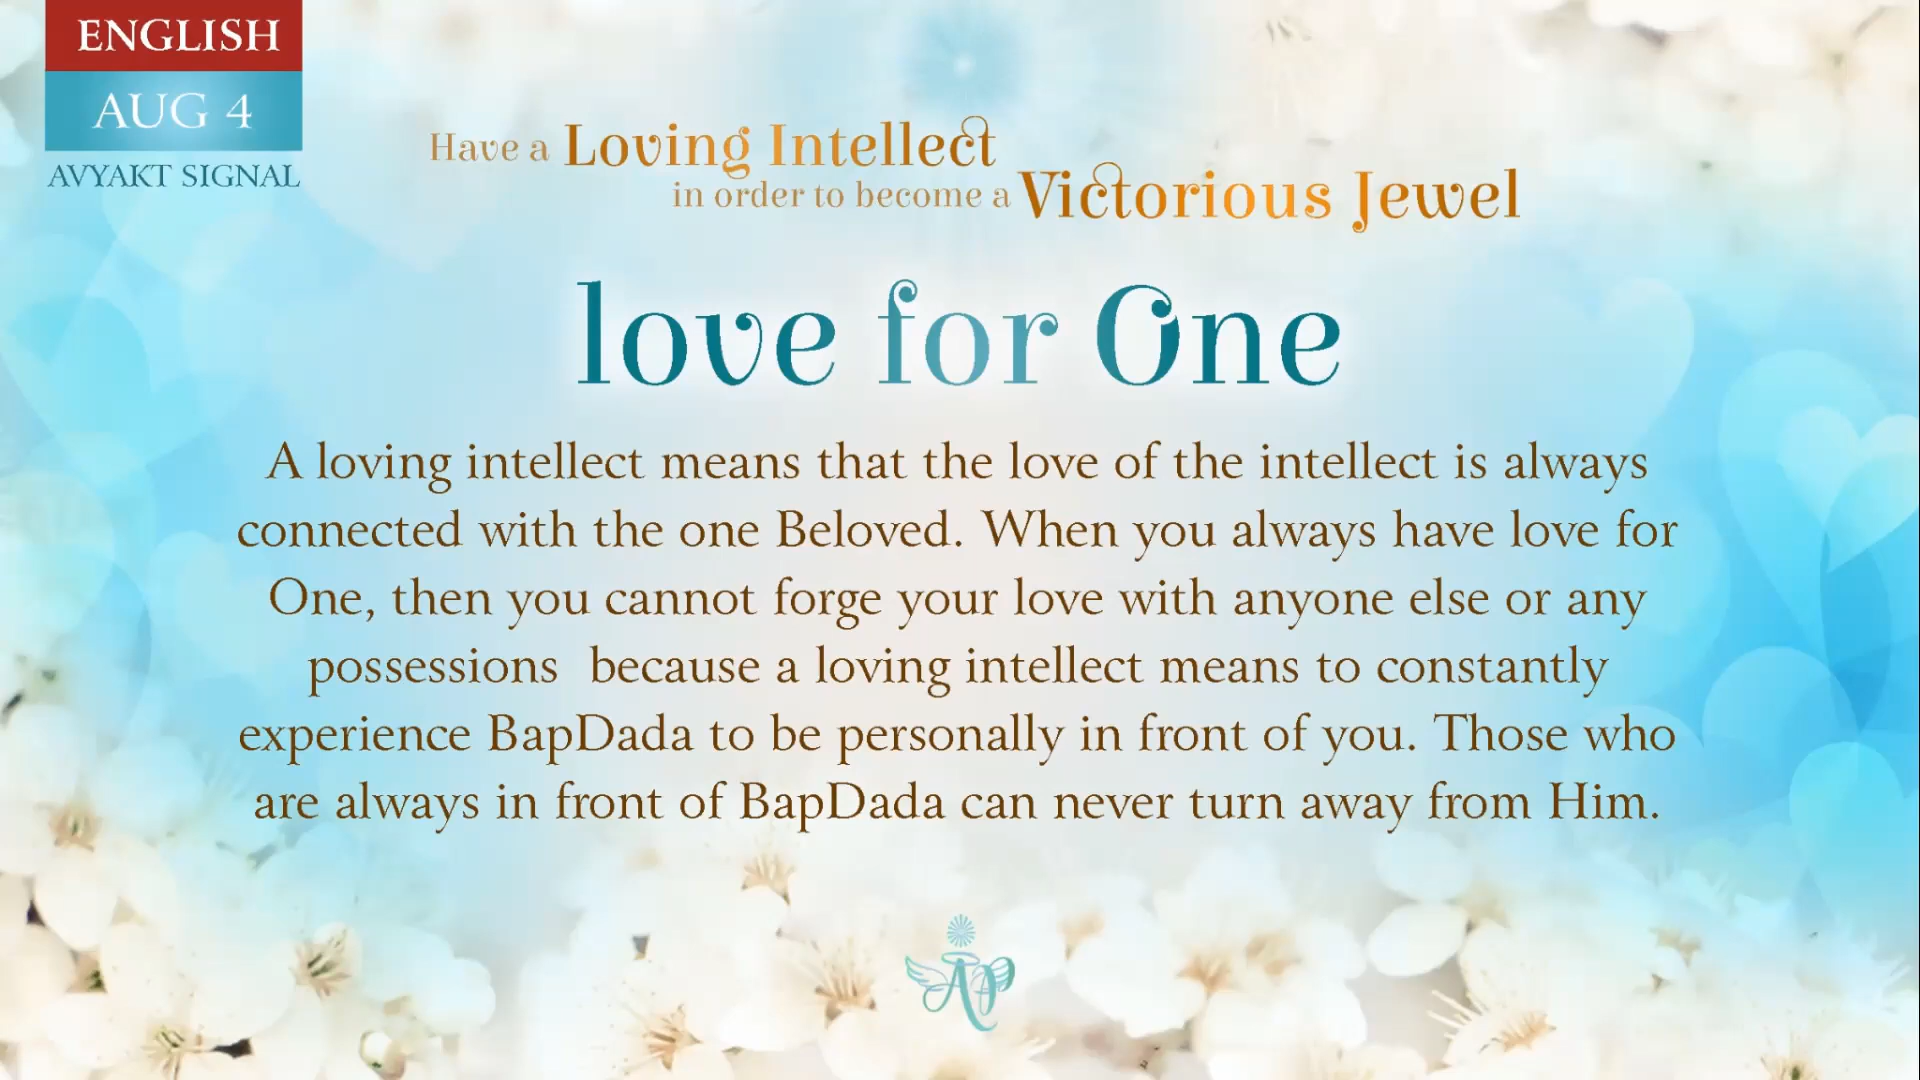 ENGLISH
AUG 4
AVYAKT SIGNAL
Have a Loving Intellect
in order to become a Victorious Jewel
love for One
A loving intellect means that the love of the intellect is always
connected with the one Beloved. When you always have love for
One, then you cannot forge your love with anyone else or any
possessions  because a loving intellect means to constantly
experience BapDada to be personally in front of you. Those who
are always in front of BapDada can never turn away from Him.
AP